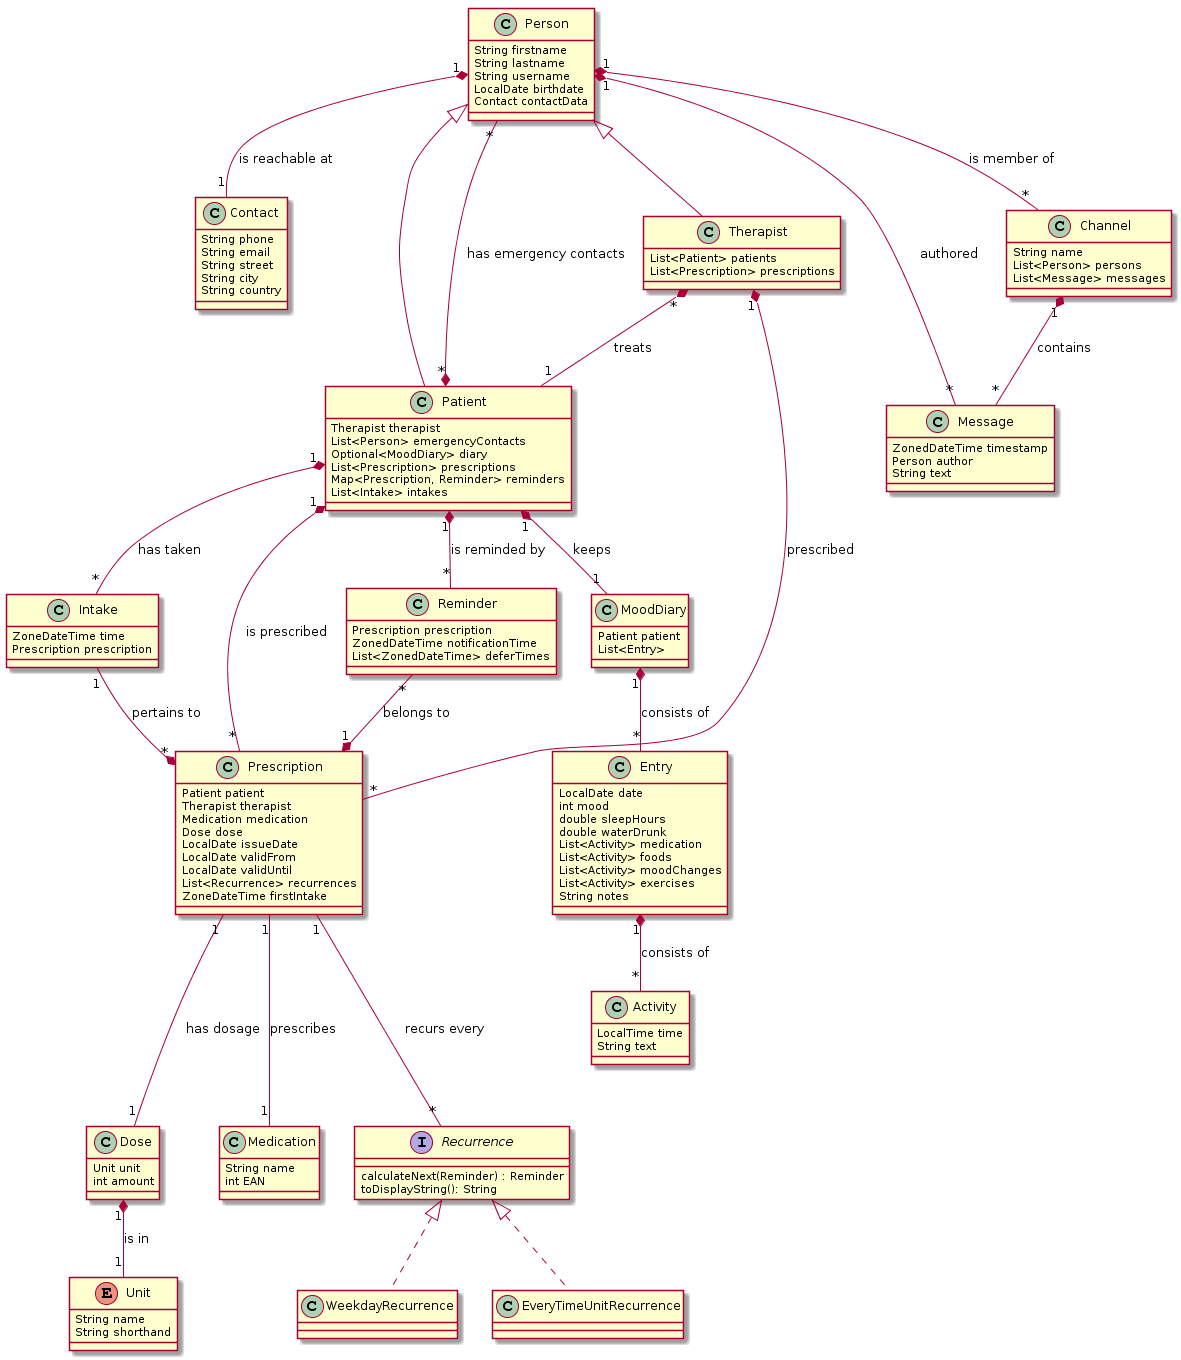 C Person
String firstname
String lastname
String username
LocalDate birthdate
Contact contactData
1
1
1
*
is reachable at
1
is member of
*
C Contact
String phone
String email
String street
String city
String country
C Therapist
List<Patient> patients
List<Prescription> prescriptions
C Channel
String name
List<Person> persons
List<Message> messages
has emergency contacts
authored
*
1
1
treats
contains
*
1
*
*
C Patient
Therapist therapist
List<Person> emergencyContacts
Optional<MoodDiary> diary
List<Prescription> prescriptions
Map<Prescription, Reminder> reminders
List<Intake> intakes
C Message
ZonedDateTime timestamp
Person author
String text
1
1
1
1
has taken
is reminded by
keeps
prescribed
*
*
1
C Intake
ZoneDateTime time
Prescription prescription
C Reminder
Prescription prescription
ZonedDateTime notificationTime
List<ZonedDateTime> deferTimes
C MoodDiary
Patient patient
List<Entry>
is prescribed
1
*
1
pertains to
belongs to
consists of
*
*
1
*
*
C Prescription
Patient patient
Therapist therapist
Medication medication
Dose dose
LocalDate issueDate
LocalDate validFrom
LocalDate validUntil
List<Recurrence> recurrences
ZoneDateTime firstIntake
C Entry
LocalDate date
int mood
double sleepHours
double waterDrunk
List<Activity> medication
List<Activity> foods
List<Activity> moodChanges
List<Activity> exercises
String notes
1
1
1
1
consists of
*
C Activity
LocalTime time
String text
has dosage
prescribes
recurs every
1
1
*
C Dose
Unit unit
int amount
C Medication
String name
int EAN
I Recurrence
calculateNext(Reminder) : Reminder
toDisplayString(): String
1
is in
1
E Unit
String name
String shorthand
C WeekdayRecurrence
C EveryTimeUnitRecurrence